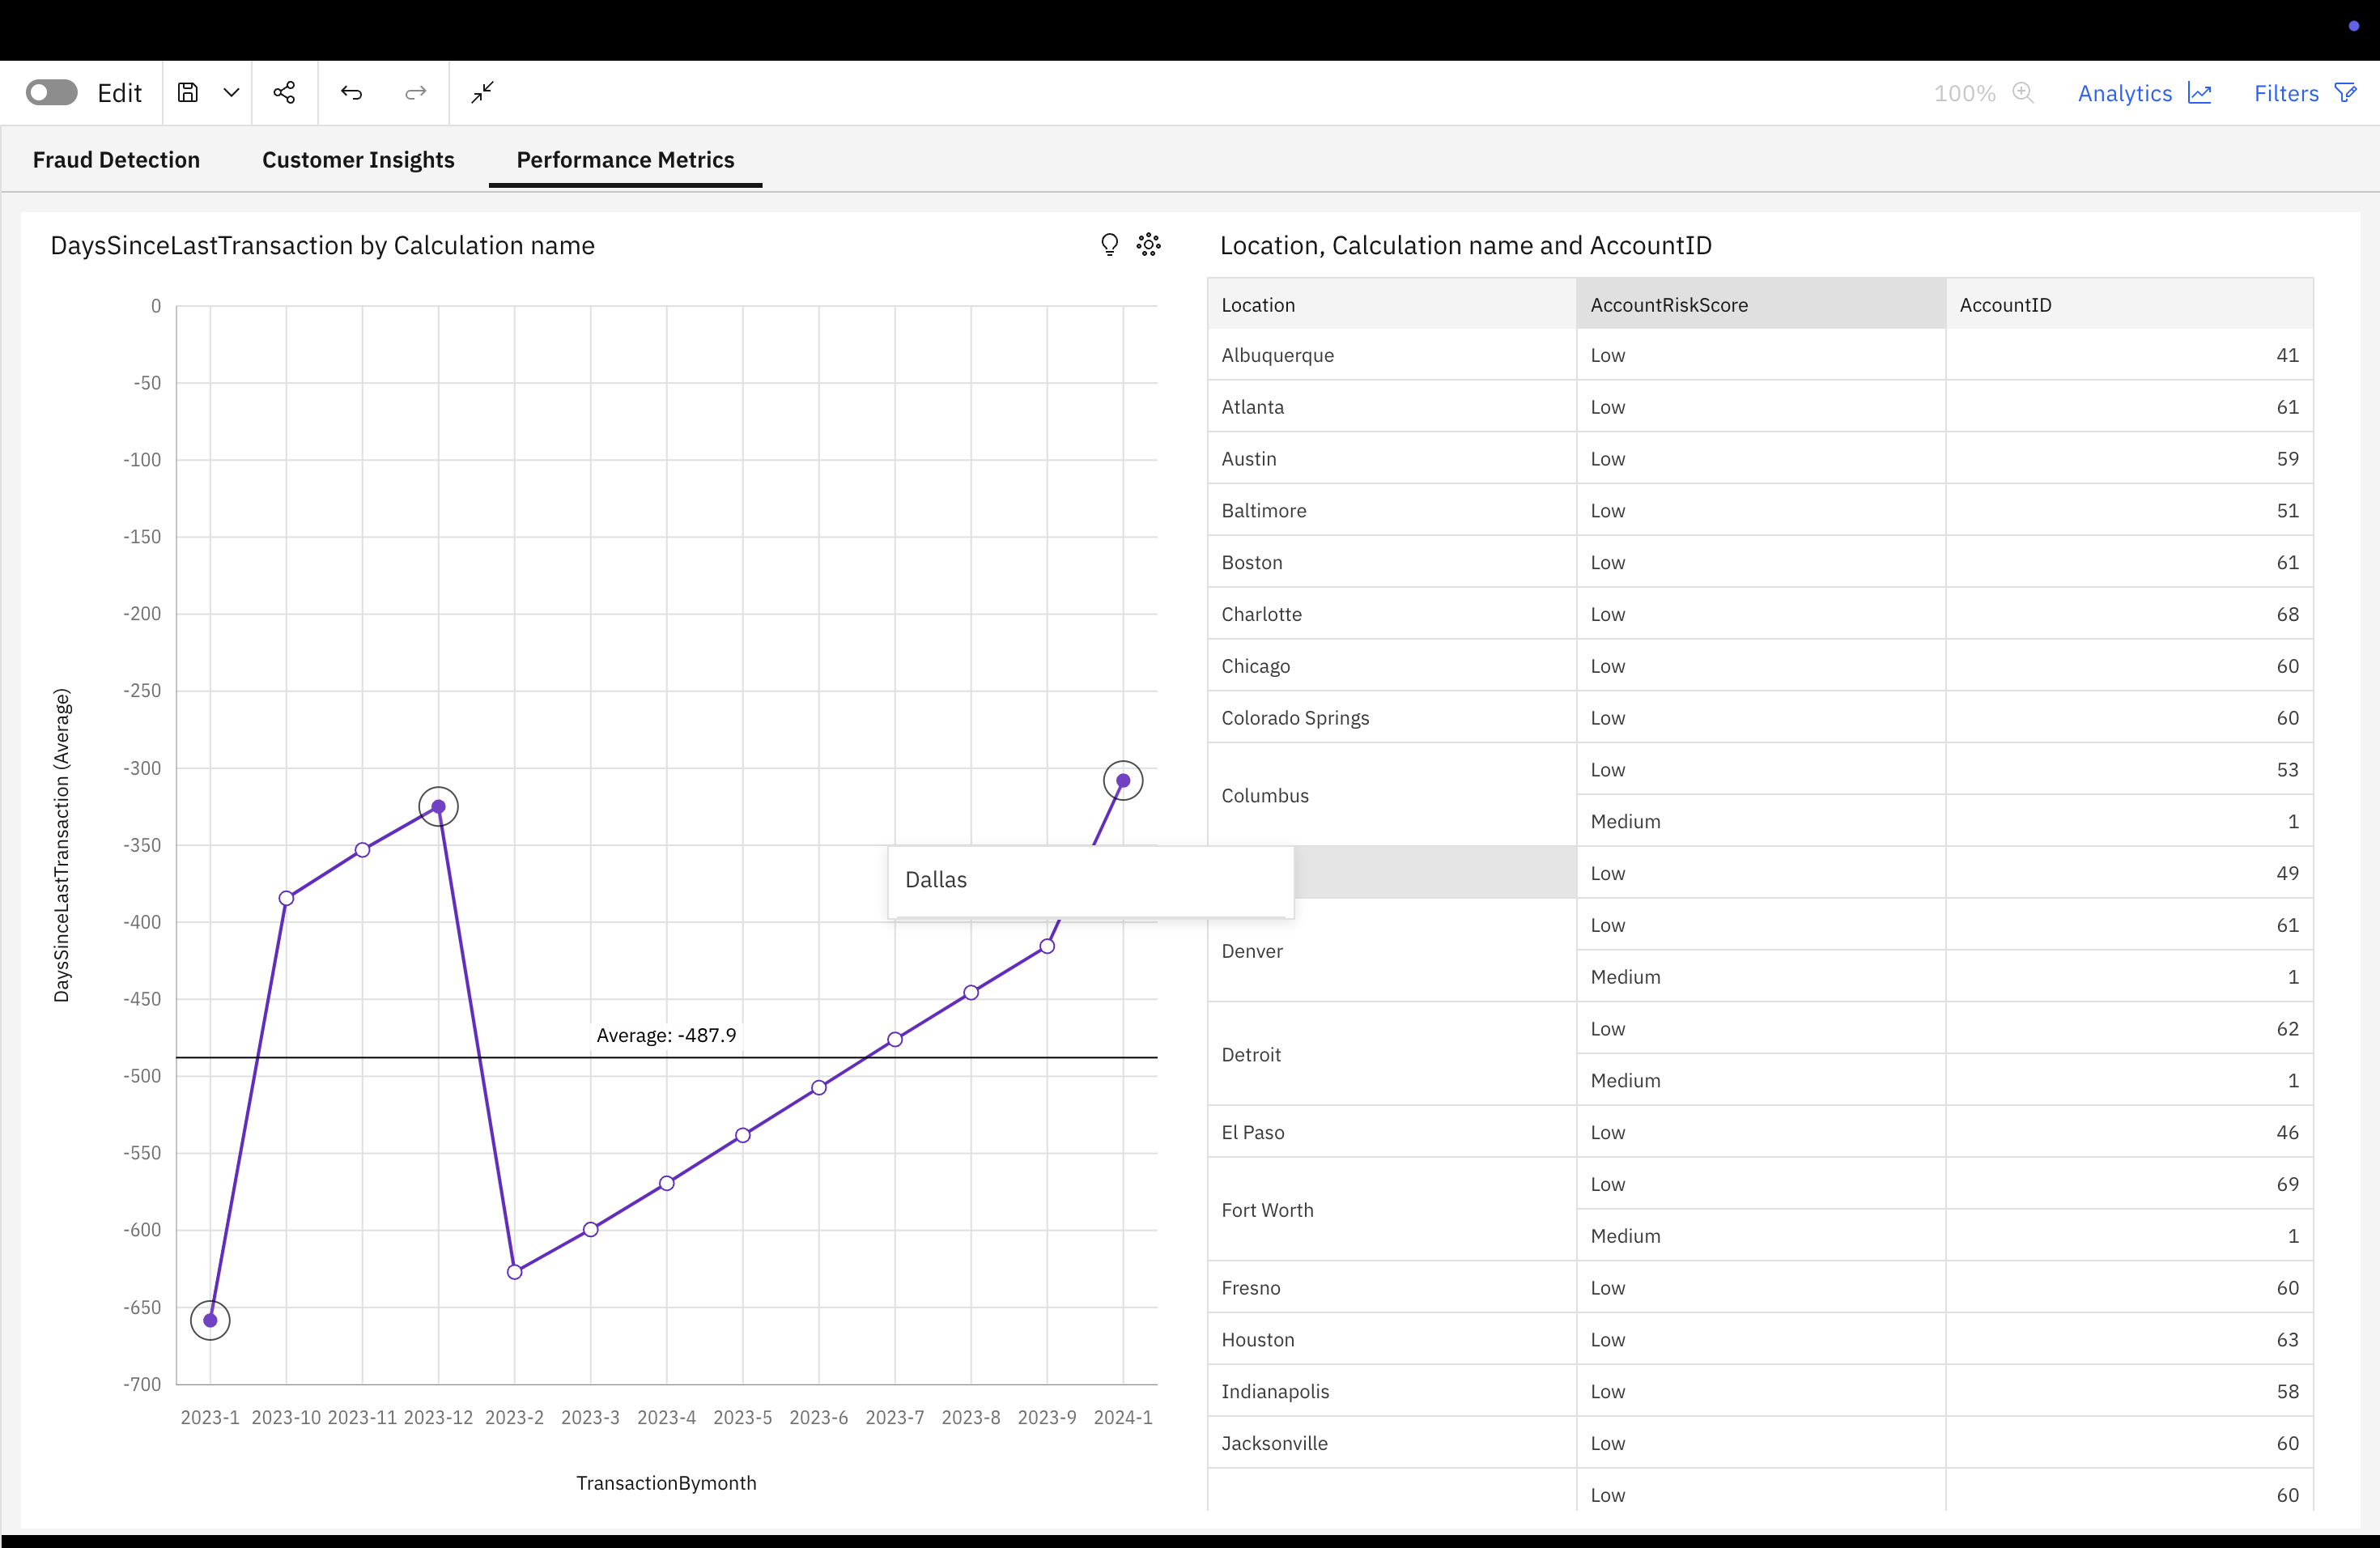 Edit
100%
Analytics
Filters
Fraud Detection
Customer Insights
Performance Metrics
DaysSinceLastTransaction by Calculation name
0
-50
-100
-150
-200
-250
-300
-350
-400
-450
-500
-550
-600
-650
-700
DaysSinceLastTransaction (Average)
Average: -487.9
Dallas
2023-1 2023-10 2023-11 2023-12 2023-2 2023-3 2023-4 2023-5 2023-6 2023-7 2023-8 2023-9 2024-1
TransactionBymonth
Location, Calculation name and AccountID
Location AccountRiskScore AccountID
Albuquerque Low 41
Atlanta Low 61
Austin Low 59
Baltimore Low 51
Boston Low 61
Charlotte Low 68
Chicago Low 60
Colorado Springs Low 60
Columbus Low 53
Medium 1
Low 49
Denver Low 61
Medium 1
Detroit Low 62
Medium 1
El Paso Low 46
Fort Worth Low 69
Medium 1
Fresno Low 60
Houston Low 63
Indianapolis Low 58
Jacksonville Low 60
Low 60